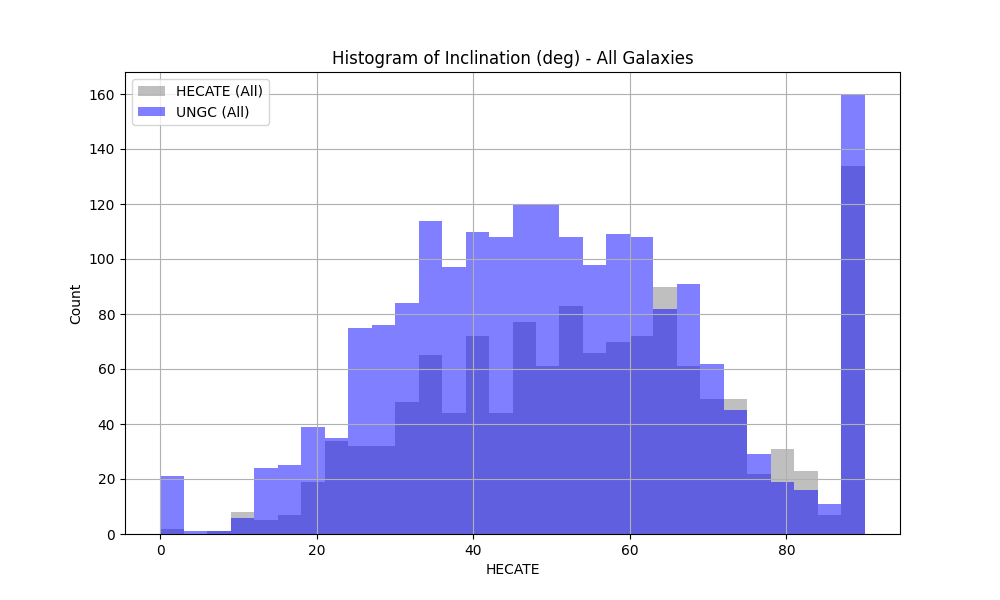 Histogram of Inclination (deg) - All Galaxies
HECATE (All)
UNGC (All)
160
140
120
100
80
60
40
20
0
Count
0 20 40 60 80
HECATE